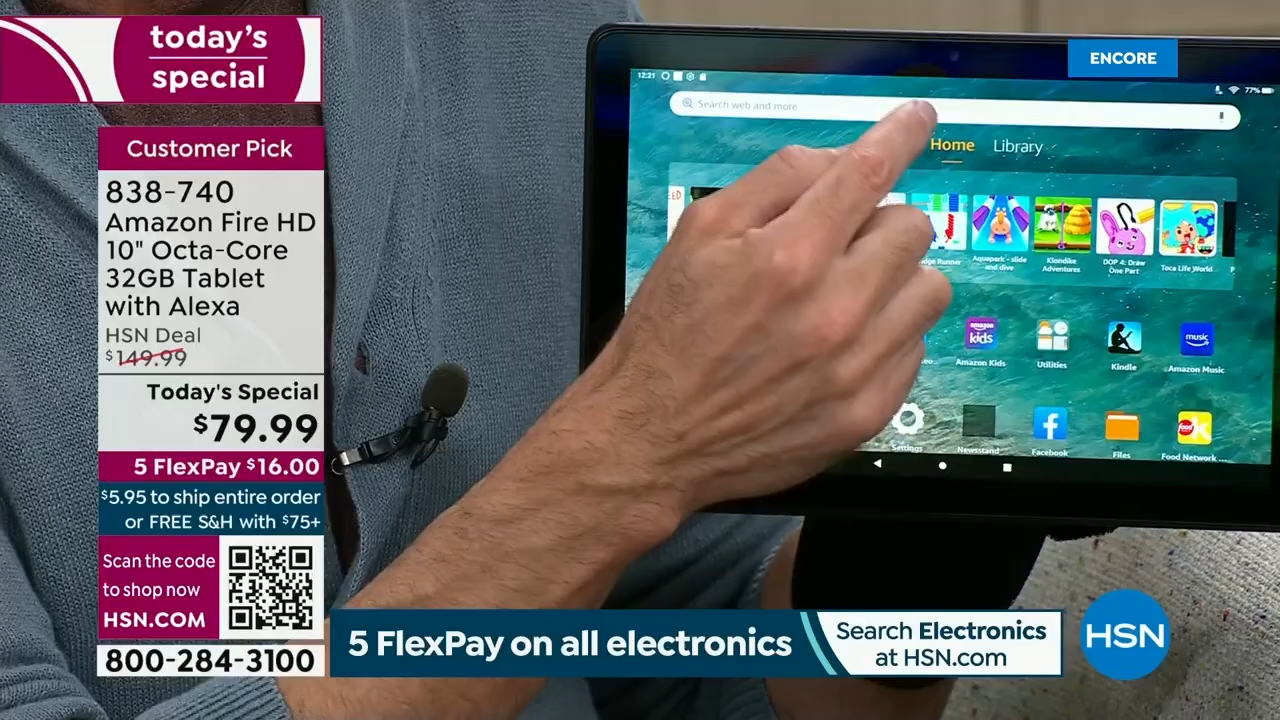 today's
special
Customer Pick
838-740
Amazon Fire HD
10" Octa-Core
32GB Tablet
with Alexa
HSN Deal
$149.99
Today's Special
$79.99
5 FlexPay $16.00
$5.95 to ship entire order
or FREE S&H with $75+
Scan the code
to shop now
HSN.COM
800-284-3100
ENCORE
12:21
77%
Search web and more
Home Library
ED
Aquapark - slide
and dive
Klondike
Adventures
DOP 4: Draw
One Part
Toca Life World...
amazon
kids
music
Amazon Kids
Utilities
Kindle
Amazon Music
food
Settings
Newsstand
Facebook
Files
Food Network ...
5 FlexPay on all electronics
Search Electronics
at HSN.com
HSN